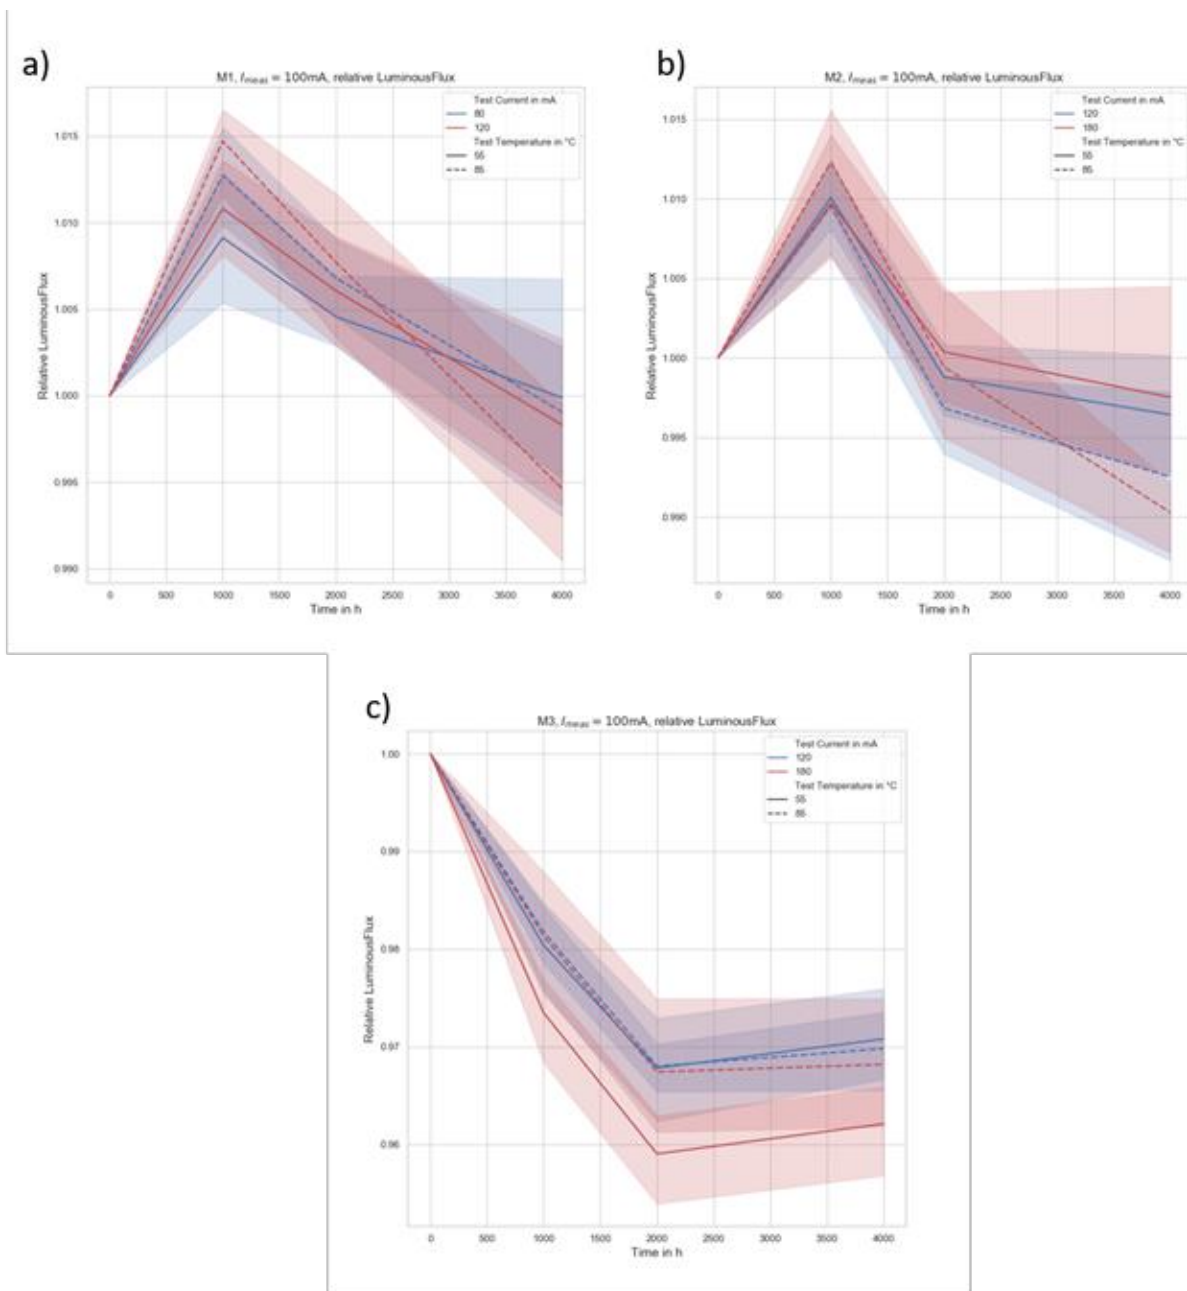 a)
M1, Imeas = 100mA, relative LuminousFlux
Test Current in mA
80
120
Test Temperature in °C
55
85
1.015
1.010
1.005
1.000
0.995
0.990
Relative LuminousFlux
0 500 1000 1500 2000 2500 3000 3500 4000
Time in h
b)
M2, Imeas = 100mA, relative LuminousFlux
Test Current in mA
120
180
Test Temperature in °C
55
85
1.015
1.010
1.005
1.000
0.995
0.990
Relative LuminousFlux
0 500 1000 1500 2000 2500 3000 3500 4000
Time in h
c)
M3, Imeas = 100mA, relative LuminousFlux
Test Current in mA
120
180
Test Temperature in °C
55
85
1.00
0.99
0.98
0.97
0.96
Relative LuminousFlux
0 500 1000 1500 2000 2500 3000 3500 4000
Time in h